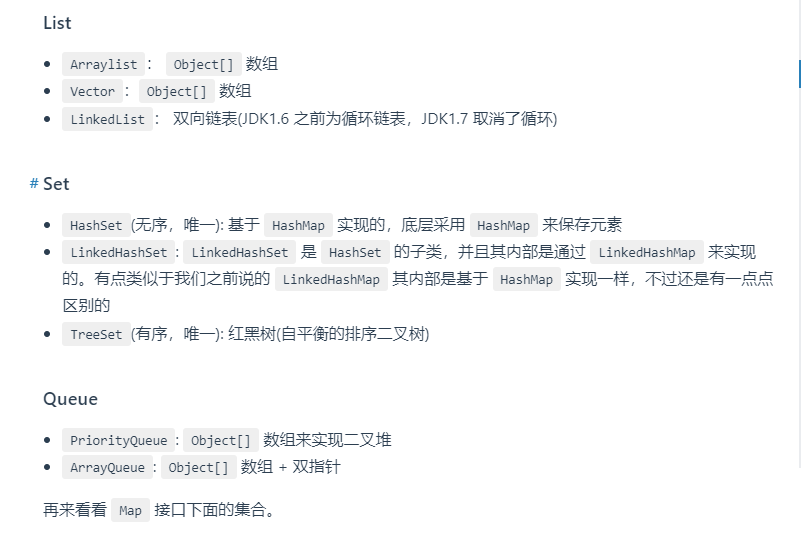 List
• Arraylist： Object[] 数组
• Vector：Object[] 数组
• LinkedList： 双向链表(JDK1.6 之前为循环链表，JDK1.7 取消了循环)
# Set
• HashSet(无序，唯一): 基于 HashMap 实现的，底层采用 HashMap 来保存元素
• LinkedHashSet: LinkedHashSet 是 HashSet 的子类，并且其内部是通过 LinkedHashMap 来实现
的。有点类似于我们之前说的 LinkedHashMap 其内部是基于 HashMap 实现一样，不过还是有一点点
区别的
• TreeSet(有序，唯一): 红黑树(自平衡的排序二叉树)
Queue
• PriorityQueue: Object[] 数组来实现二叉堆
• ArrayQueue: Object[] 数组 + 双指针
再来看看 Map 接口下面的集合。